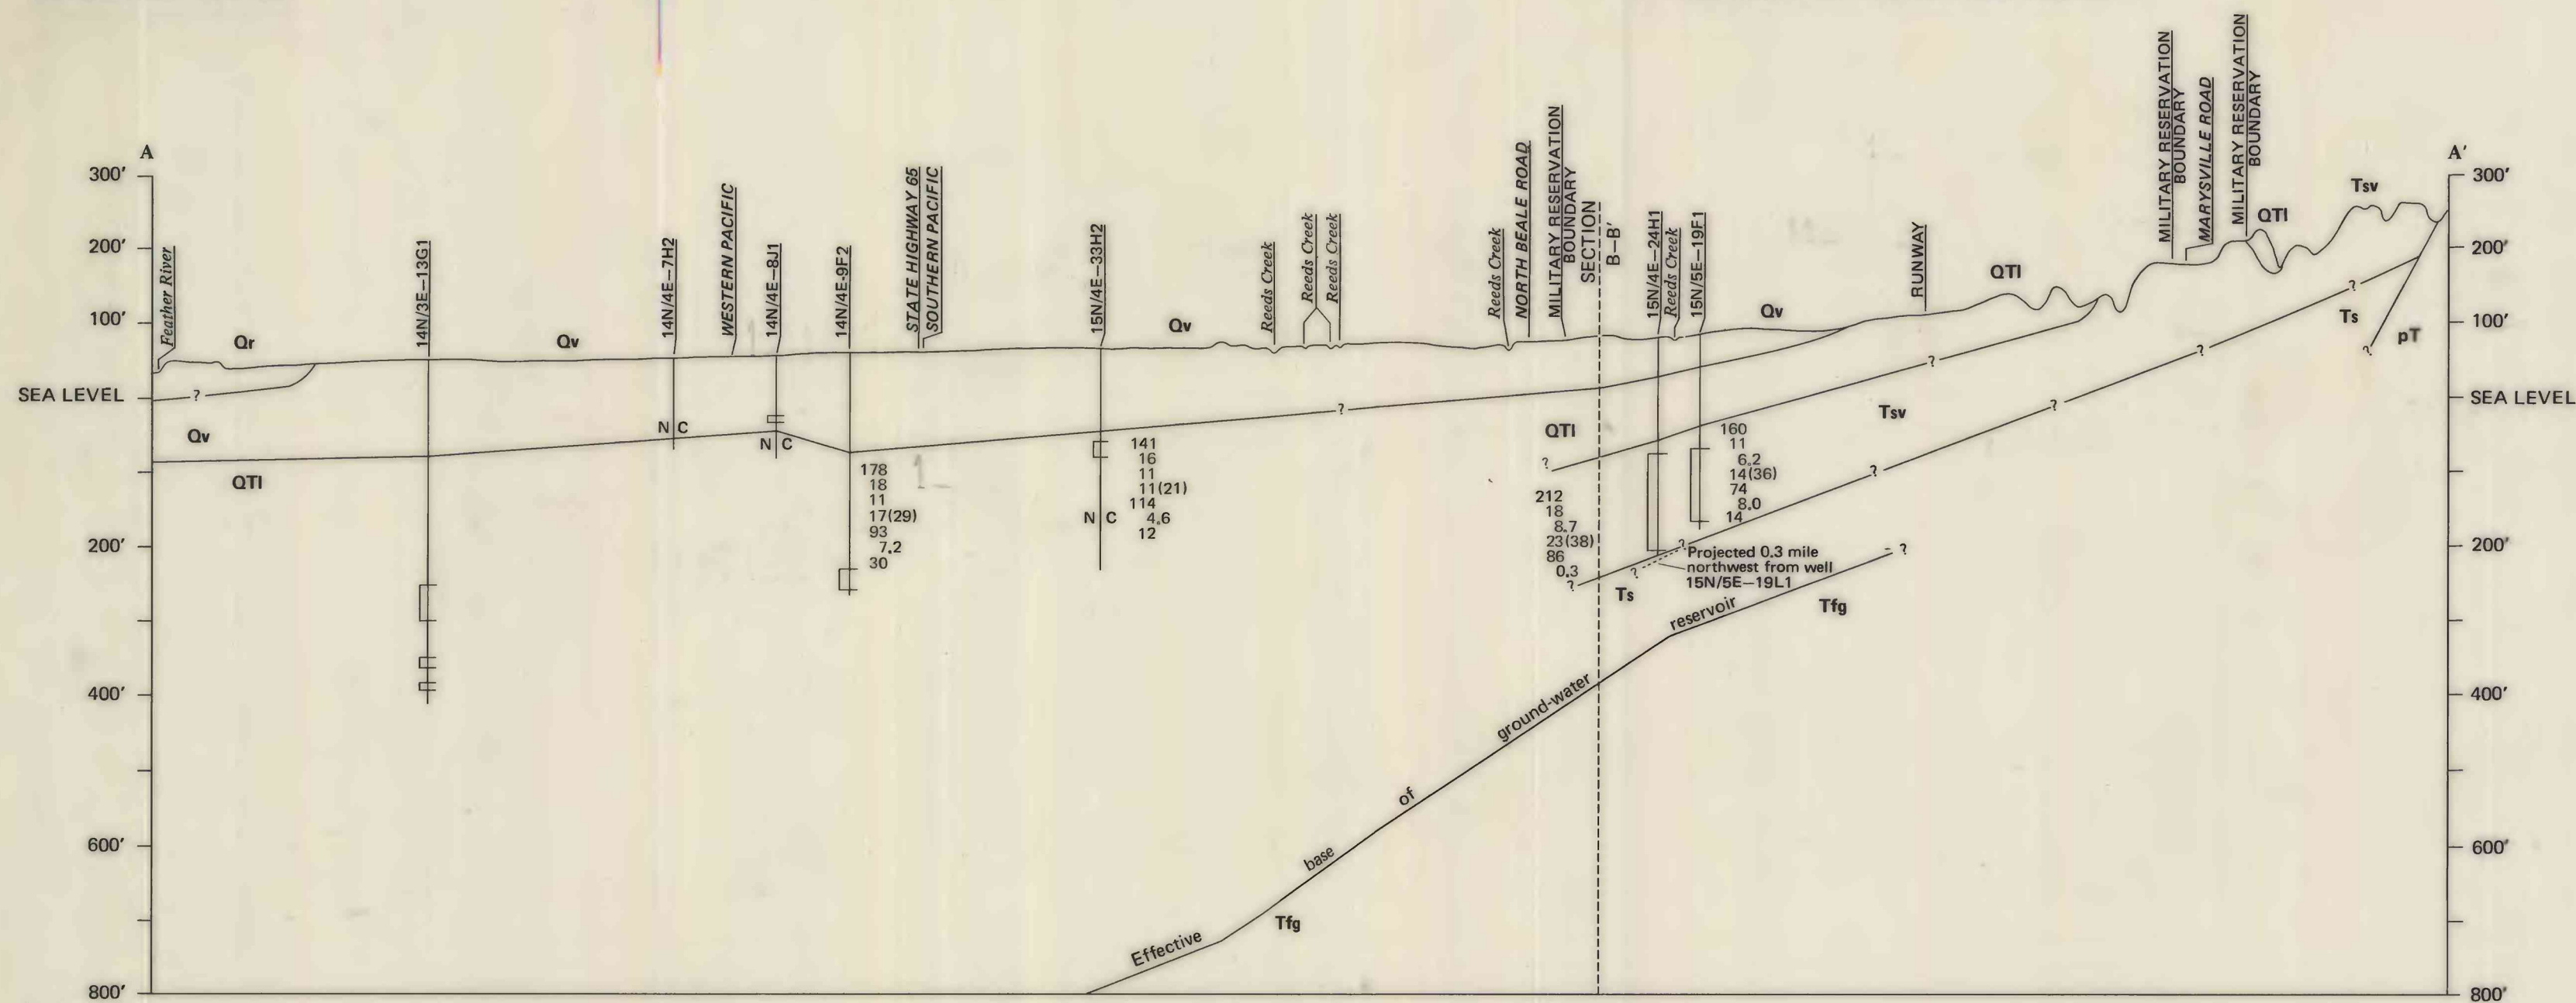 A
300'
200'
100'
SEA LEVEL
200'
400'
600'
800'
Feather River
14N/3E—13G1
14N/4E—7H2
WESTERN PACIFIC
14N/4E—8J1
14N/4E-9F2
STATE HIGHWAY 65
SOUTHERN PACIFIC
15N/4E—33H2
Reeds Creek
Reeds Creek
Reeds Creek
Reeds Creek
NORTH BEALE ROAD
MILITARY RESERVATION
BOUNDARY
SECTION
B—B'
15N/4E—24H1
Reeds Creek
15N/5E—19F1
RUNWAY
MILITARY RESERVATION
BOUNDARY
MARYSVILLE ROAD
MILITARY RESERVATION
BOUNDARY
A'
300'
200'
100'
SEA LEVEL
200'
400'
600'
800'
Qr
Qv
Qv
Qv
QTl
QTl
Tsv
?
Qv
QTl
N C
N C
178
18
11
17(29)
93
7.2
30
141
16
11
11(21)
114
4.6
12
N C
?
QTl
?
212
18
8.7
23(38)
86
0.3
?
Ts
160
11
6.2
14(36)
74
8.0
14
?
?
Projected 0.3 mile
northwest from well
15N/5E—19L1
?
Tsv
?
?
?
?
Ts
?
pT
?
Effective base of ground-water reservoir
Tfg
Tfg